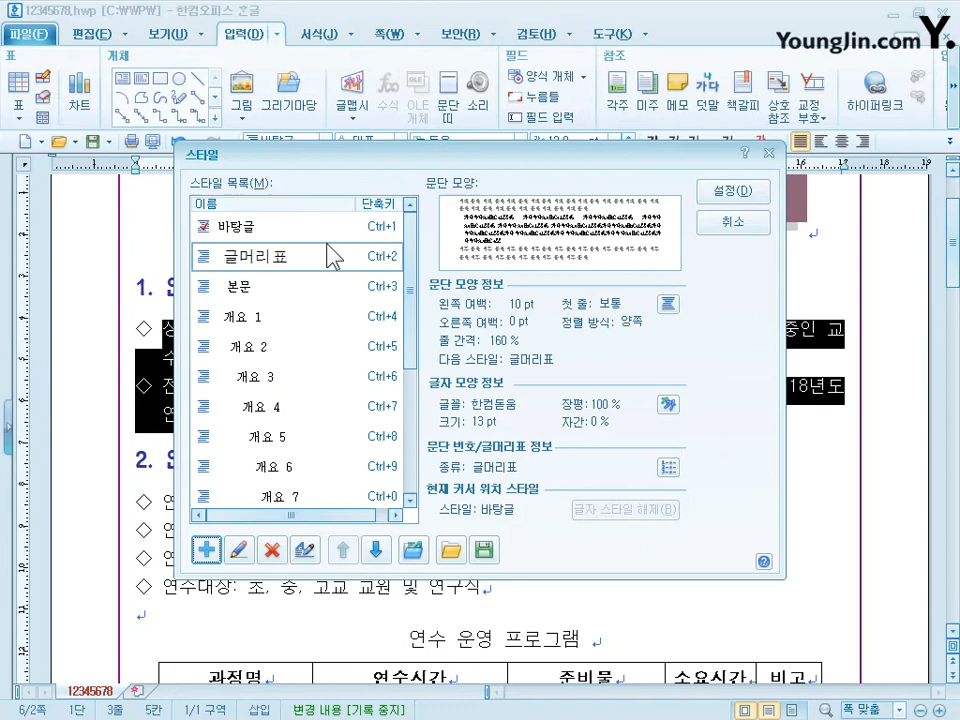 12345678.hwp [C:\WWPW] - 한컴오피스 한글
YoungJin.com Y.
파일(F) 편집(E) 보기(U) 입력(D) 서식(J) 쪽(W) 보안(R) 검토(H) 도구(K)
표 개체 필드 참조
표 차트 그림 그리기마당 글맵시 수식 OLE 개체 문단 띠 소리
양식 개체
누름틀
필드 입력
각주 미주 메모 덧말 책갈피 상호 참조 교정 부호 하이퍼링크
스타일
스타일 목록(M):
이름 단축키
바탕글 Ctrl+1
글머리표 Ctrl+2
본문 Ctrl+3
개요 1 Ctrl+4
개요 2 Ctrl+5
개요 3 Ctrl+6
개요 4 Ctrl+7
개요 5 Ctrl+8
개요 6 Ctrl+9
개요 7 Ctrl+0
문단 모양:
설정(D)
취소
문단 모양 정보
왼쪽 여백: 10 pt 첫 줄: 보통
오른쪽 여백: 0 pt 정렬 방식: 양쪽
줄 간격: 160 %
다음 스타일: 글머리표
글자 모양 정보
글꼴: 한컴돋움 장평: 100 %
크기: 13 pt 자간: 0 %
문단 번호/글머리표 정보
종류: 글머리표
현재 커서 위치 스타일
스타일: 바탕글 글자 스타일 해제(B)
1.
중인 교
18년도
2.
◇ 연수대상: 초, 중, 고교 교원 및 연구직
연수 운영 프로그램
과정명 연수시간 준비물 소요시간 비고
12345678
6/2쪽 1단 3줄 5칸 1/1 구역 삽입 변경 내용 [기록 중지] 폭 맞춤